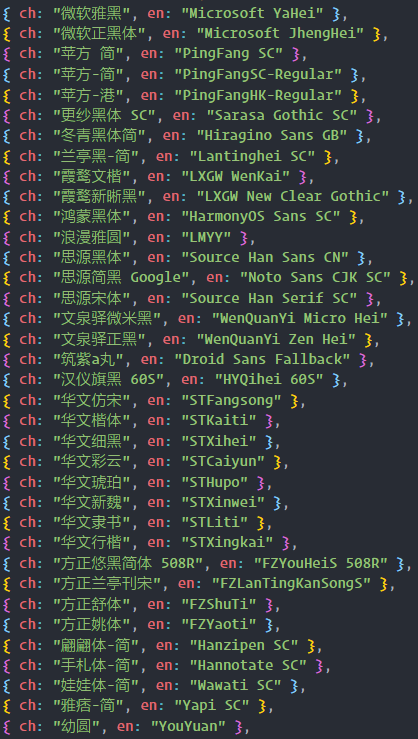 { ch: "微软雅黑", en: "Microsoft YaHei" },
{ ch: "微软正黑体", en: "Microsoft JhengHei" },
{ ch: "苹方 简", en: "PingFang SC" },
{ ch: "苹方-简", en: "PingFangSC-Regular" },
{ ch: "苹方-港", en: "PingFangHK-Regular" },
{ ch: "更纱黑体 SC", en: "Sarasa Gothic SC" },
{ ch: "冬青黑体简", en: "Hiragino Sans GB" },
{ ch: "兰亭黑-简", en: "Lantinghei SC" },
{ ch: "霞鹜文楷", en: "LXGW WenKai" },
{ ch: "霞鹜新晰黑", en: "LXGW New Clear Gothic" },
{ ch: "鸿蒙黑体", en: "HarmonyOS Sans SC" },
{ ch: "浪漫雅圆", en: "LMYY" },
{ ch: "思源黑体", en: "Source Han Sans CN" },
{ ch: "思源简黑 Google", en: "Noto Sans CJK SC" },
{ ch: "思源宋体", en: "Source Han Serif SC" },
{ ch: "文泉驿微米黑", en: "WenQuanYi Micro Hei" },
{ ch: "文泉驿正黑", en: "WenQuanYi Zen Hei" },
{ ch: "筑紫a丸", en: "Droid Sans Fallback" },
{ ch: "汉仪旗黑 60S", en: "HYQihei 60S" },
{ ch: "华文仿宋", en: "STFangsong" },
{ ch: "华文楷体", en: "STKaiti" },
{ ch: "华文细黑", en: "STXihei" },
{ ch: "华文彩云", en: "STCaiyun" },
{ ch: "华文琥珀", en: "STHupo" },
{ ch: "华文新魏", en: "STXinwei" },
{ ch: "华文隶书", en: "STLiti" },
{ ch: "华文行楷", en: "STXingkai" },
{ ch: "方正悠黑简体 508R", en: "FZYouHeiS 508R" },
{ ch: "方正兰亭刊宋", en: "FZLanTingKanSongS" },
{ ch: "方正舒体", en: "FZShuTi" },
{ ch: "方正姚体", en: "FZYaoti" },
{ ch: "翩翩体-简", en: "Hanzipen SC" },
{ ch: "手札体-简", en: "Hannotate SC" },
{ ch: "娃娃体-简", en: "Wawati SC" },
{ ch: "雅痞-简", en: "Yapi SC" },
{ ch: "幼圆", en: "YouYuan" },